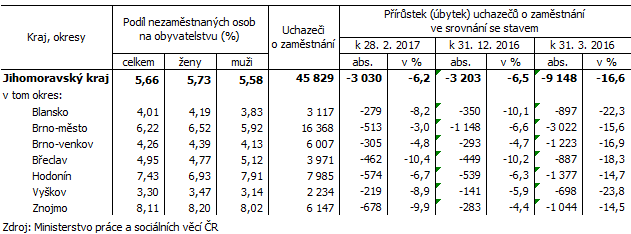 Kraj, okresy Podíl nezaměstnaných osob na obyvatelstvu (%) Uchazeči o zaměstnání Přírůstek (úbytek) uchazečů o zaměstnání ve srovnání se stavem
k 28. 2. 2017 k 31. 12. 2016 k 31. 3. 2016
celkem ženy muži abs. v % abs. v % abs. v %
Jihomoravský kraj 5,66 5,73 5,58 45 829 -3 030 -6,2 -3 203 -6,5 -9 148 -16,6
v tom okres:
Blansko 4,01 4,19 3,83 3 117 -279 -8,2 -350 -10,1 -897 -22,3
Brno-město 6,22 6,52 5,92 16 368 -513 -3,0 -1 148 -6,6 -3 022 -15,6
Brno-venkov 4,26 4,39 4,13 6 007 -305 -4,8 -293 -4,7 -1 223 -16,9
Břeclav 4,95 4,77 5,12 3 971 -462 -10,4 -449 -10,2 -887 -18,3
Hodonín 7,43 6,93 7,91 7 985 -574 -6,7 -539 -6,3 -1 377 -14,7
Vyškov 3,30 3,47 3,14 2 234 -219 -8,9 -141 -5,9 -698 -23,8
Znojmo 8,11 8,20 8,02 6 147 -678 -9,9 -283 -4,4 -1 044 -14,5
Zdroj: Ministerstvo práce a sociálních věcí ČR